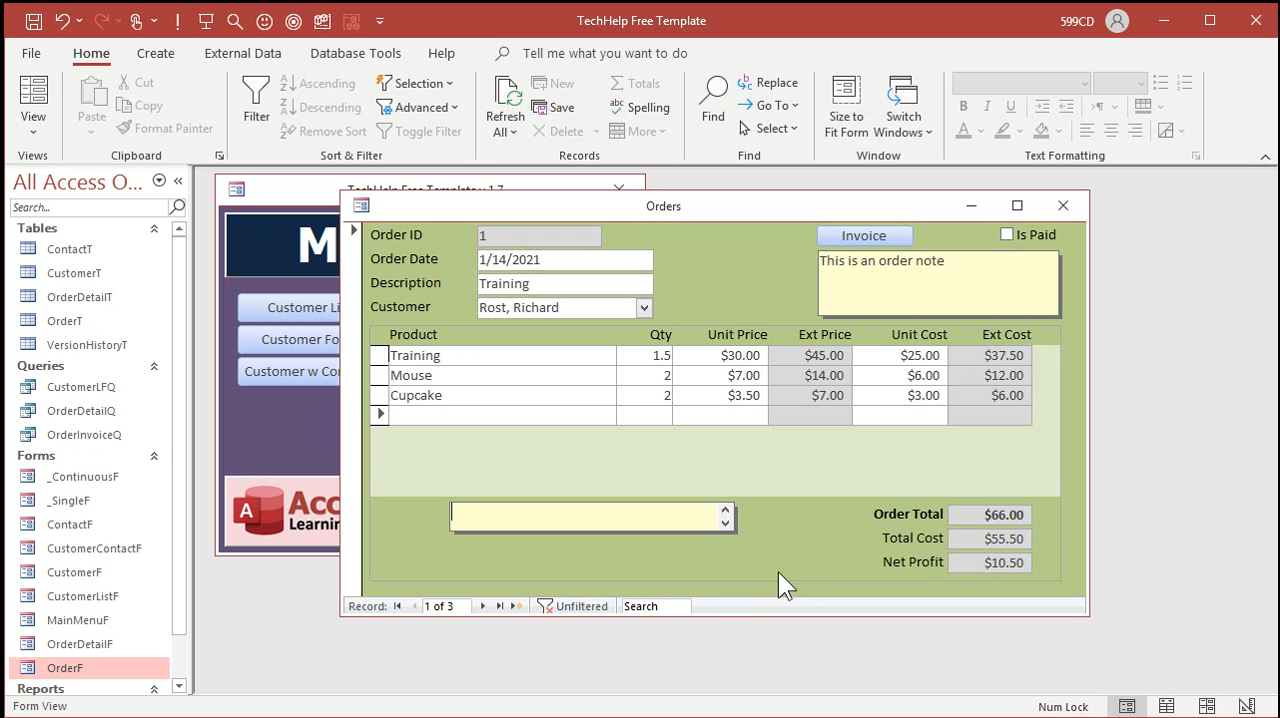 TechHelp Free Template
599CD
File
Home
Create
External Data
Database Tools
Help
Tell me what you want to do
View
Views
Paste
Cut
Copy
Format Painter
Clipboard
Filter
Ascending
Descending
Remove Sort
Selection
Advanced
Toggle Filter
Sort & Filter
Refresh
All
New
Save
Delete
Totals
Spelling
More
Records
Find
Replace
Go To
Select
Find
Size to
Fit Form
Switch
Windows
Window
B I U
A
Text Formatting
All Access O...
Search...
Tables
ContactT
CustomerT
OrderDetailT
OrderT
VersionHistoryT
Queries
CustomerLFQ
OrderDetailQ
OrderInvoiceQ
Forms
_ContinuousF
_SingleF
ContactF
CustomerContactF
CustomerF
CustomerListF
MainMenuF
OrderDetailF
OrderF
Reports
M
Customer Li
Customer Fo
Customer w Co
A
Acc
Learnin
Orders
Order ID 1
Order Date 1/14/2021
Description Training
Customer Rost, Richard
Invoice
Is Paid
This is an order note
Product Qty Unit Price Ext Price Unit Cost Ext Cost
Training 1.5 $30.00 $45.00 $25.00 $37.50
Mouse 2 $7.00 $14.00 $6.00 $12.00
Cupcake 2 $3.50 $7.00 $3.00 $6.00
Order Total $66.00
Total Cost $55.50
Net Profit $10.50
Record: 1 of 3 Unfiltered Search
Form View
Num Lock